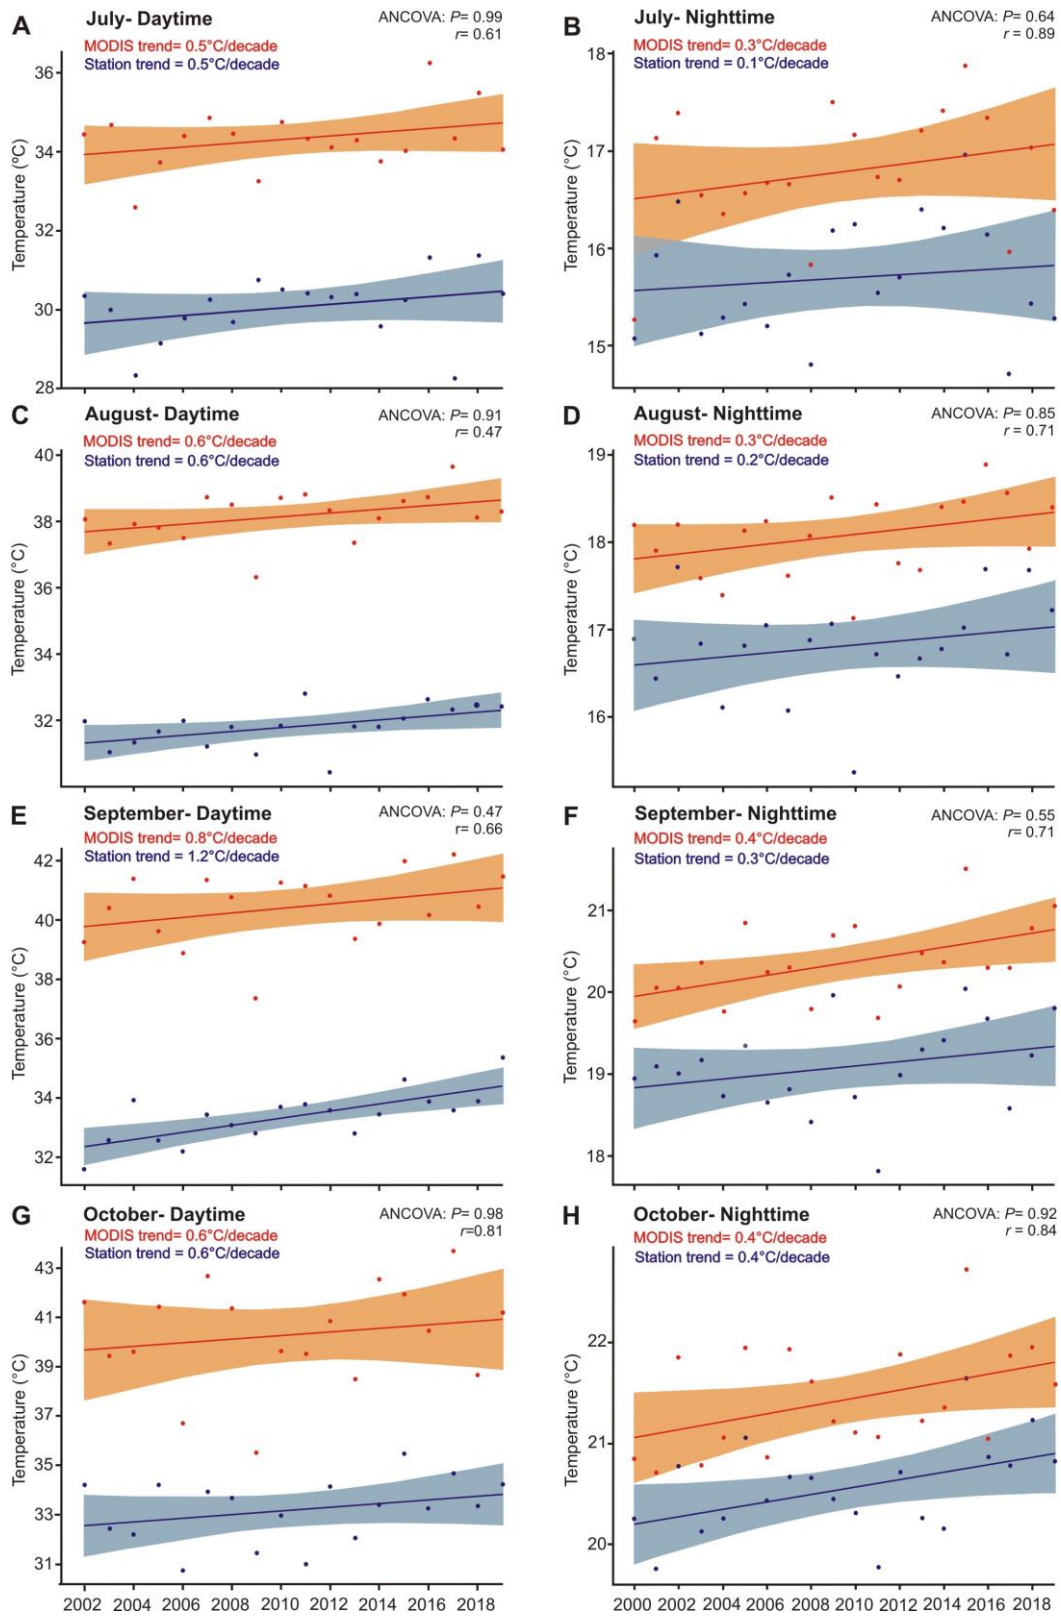 A
July- Daytime
ANCOVA: P= 0.99
r= 0.61
MODIS trend= 0.5°C/decade
Station trend = 0.5°C/decade
Temperature (°C)
36
34
32
30
28
B
July- Nighttime
ANCOVA: P= 0.64
r = 0.89
MODIS trend= 0.3°C/decade
Station trend = 0.1°C/decade
Temperature (°C)
18
17
16
15
C
August- Daytime
ANCOVA: P= 0.91
r= 0.47
MODIS trend= 0.6°C/decade
Station trend = 0.6°C/decade
Temperature (°C)
40
38
36
34
32
D
August- Nighttime
ANCOVA: P= 0.85
r = 0.71
MODIS trend= 0.3°C/decade
Station trend = 0.2°C/decade
Temperature (°C)
19
18
17
16
E
September- Daytime
ANCOVA: P= 0.47
r= 0.66
MODIS trend= 0.8°C/decade
Station trend = 1.2°C/decade
Temperature (°C)
42
40
38
36
34
32
F
September- Nighttime
ANCOVA: P= 0.55
r= 0.71
MODIS trend= 0.4°C/decade
Station trend = 0.3°C/decade
Temperature (°C)
21
20
19
18
G
October- Daytime
ANCOVA: P= 0.98
r=0.81
MODIS trend= 0.6°C/decade
Station trend = 0.6°C/decade
Temperature (°C)
43
41
39
37
35
33
31
2002 2004 2006 2008 2010 2012 2014 2016 2018
H
October- Nighttime
ANCOVA: P= 0.92
r = 0.84
MODIS trend= 0.4°C/decade
Station trend = 0.4°C/decade
Temperature (°C)
22
21
20
2000 2002 2004 2006 2008 2010 2012 2014 2016 2018